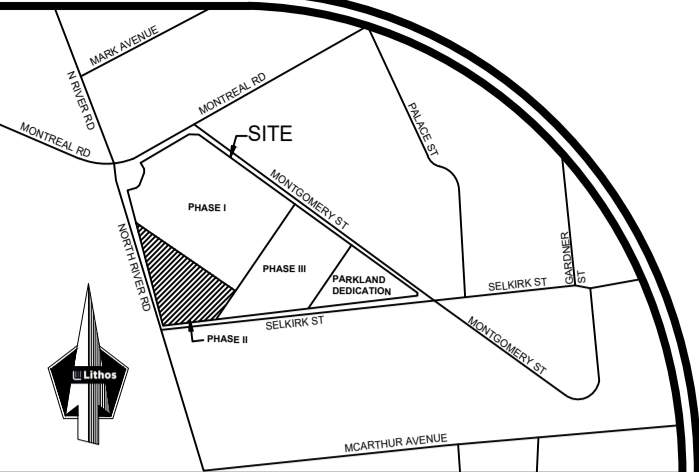 MARK AVENUE
N RIVER RD
MONTREAL RD
MONTREAL RD
PALACE ST
SITE
MONTGOMERY ST
PHASE I
NORTH RIVER RD
PHASE III
PARKLAND
DEDICATION
GARDNER
ST
SELKIRK ST
SELKIRK ST
PHASE II
MONTGOMERY ST
Lithos
MCARTHUR AVENUE